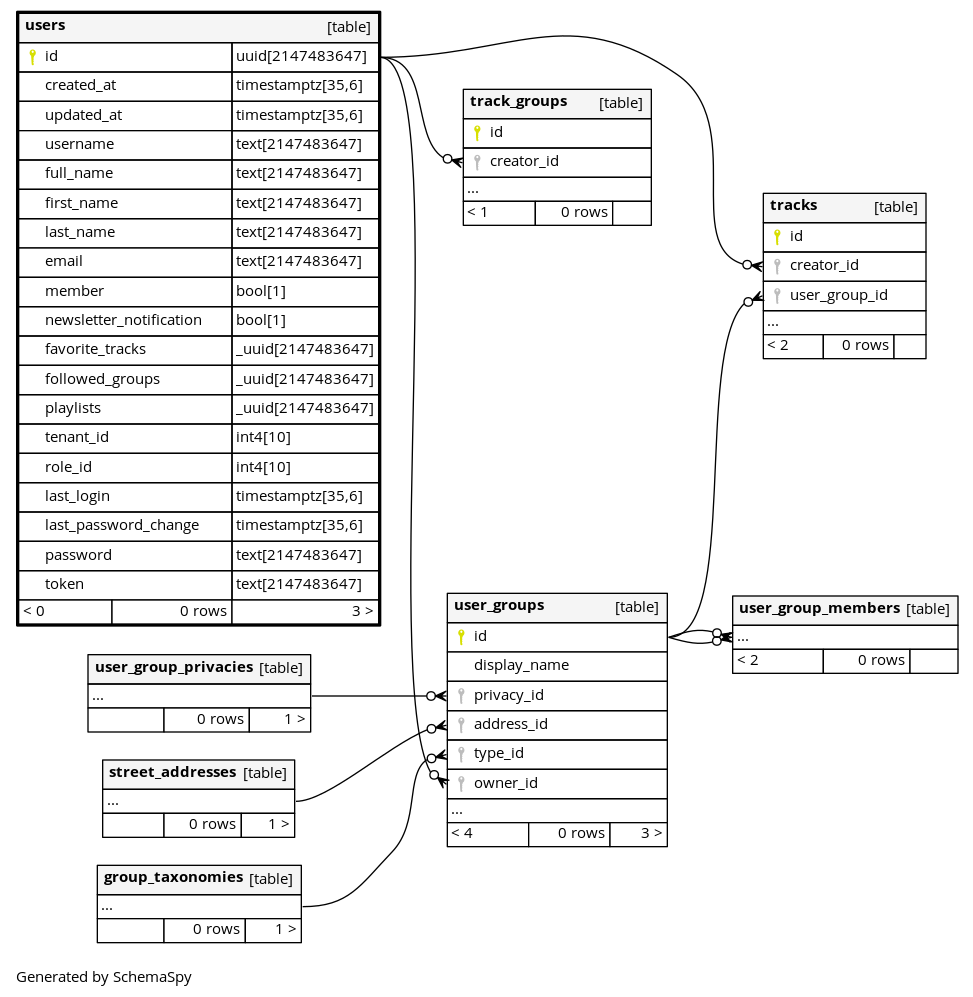 users [table]
id uuid[2147483647]
created_at timestamptz[35,6]
updated_at timestamptz[35,6]
username text[2147483647]
full_name text[2147483647]
first_name text[2147483647]
last_name text[2147483647]
email text[2147483647]
member bool[1]
newsletter_notification bool[1]
favorite_tracks _uuid[2147483647]
followed_groups _uuid[2147483647]
playlists _uuid[2147483647]
tenant_id int4[10]
role_id int4[10]
last_login timestamptz[35,6]
last_password_change timestamptz[35,6]
password text[2147483647]
token text[2147483647]
< 0 0 rows 3 >
track_groups [table]
id
creator_id
...
< 1 0 rows
tracks [table]
id
creator_id
user_group_id
...
< 2 0 rows
user_groups [table]
id
display_name
privacy_id
address_id
type_id
owner_id
...
< 4 0 rows 3 >
user_group_members [table]
...
< 2 0 rows
user_group_privacies [table]
...
0 rows 1 >
street_addresses [table]
...
0 rows 1 >
group_taxonomies [table]
...
0 rows 1 >
Generated by SchemaSpy